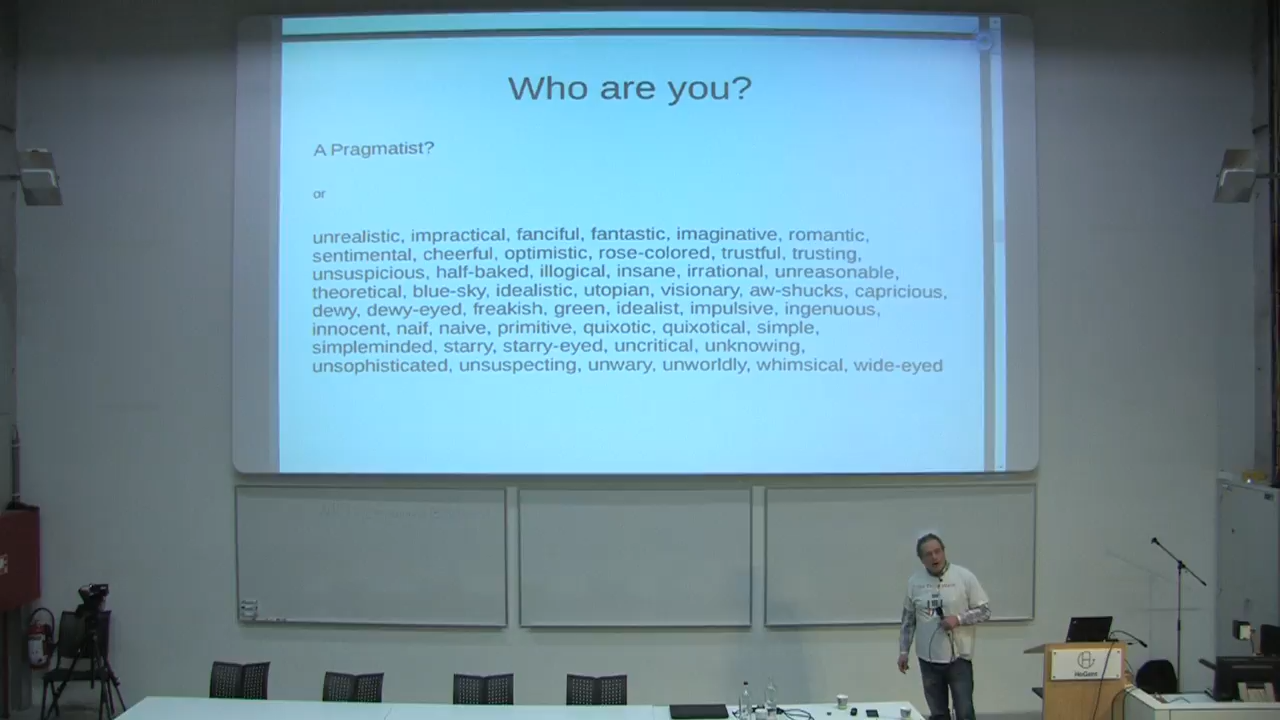 Who are you?
A Pragmatist?
or
unrealistic, impractical, fanciful, fantastic, imaginative, romantic,
sentimental, cheerful, optimistic, rose-colored, trustful, trusting,
unsuspicious, half-baked, illogical, insane, irrational, unreasonable,
theoretical, blue-sky, idealistic, utopian, visionary, aw-shucks, capricious,
dewy, dewy-eyed, freakish, green, idealist, impulsive, ingenuous,
innocent, naif, naive, primitive, quixotic, quixotical, simple,
simpleminded, starry, starry-eyed, uncritical, unknowing,
unsophisticated, unsuspecting, unwary, unworldly, whimsical, wide-eyed
HoGent